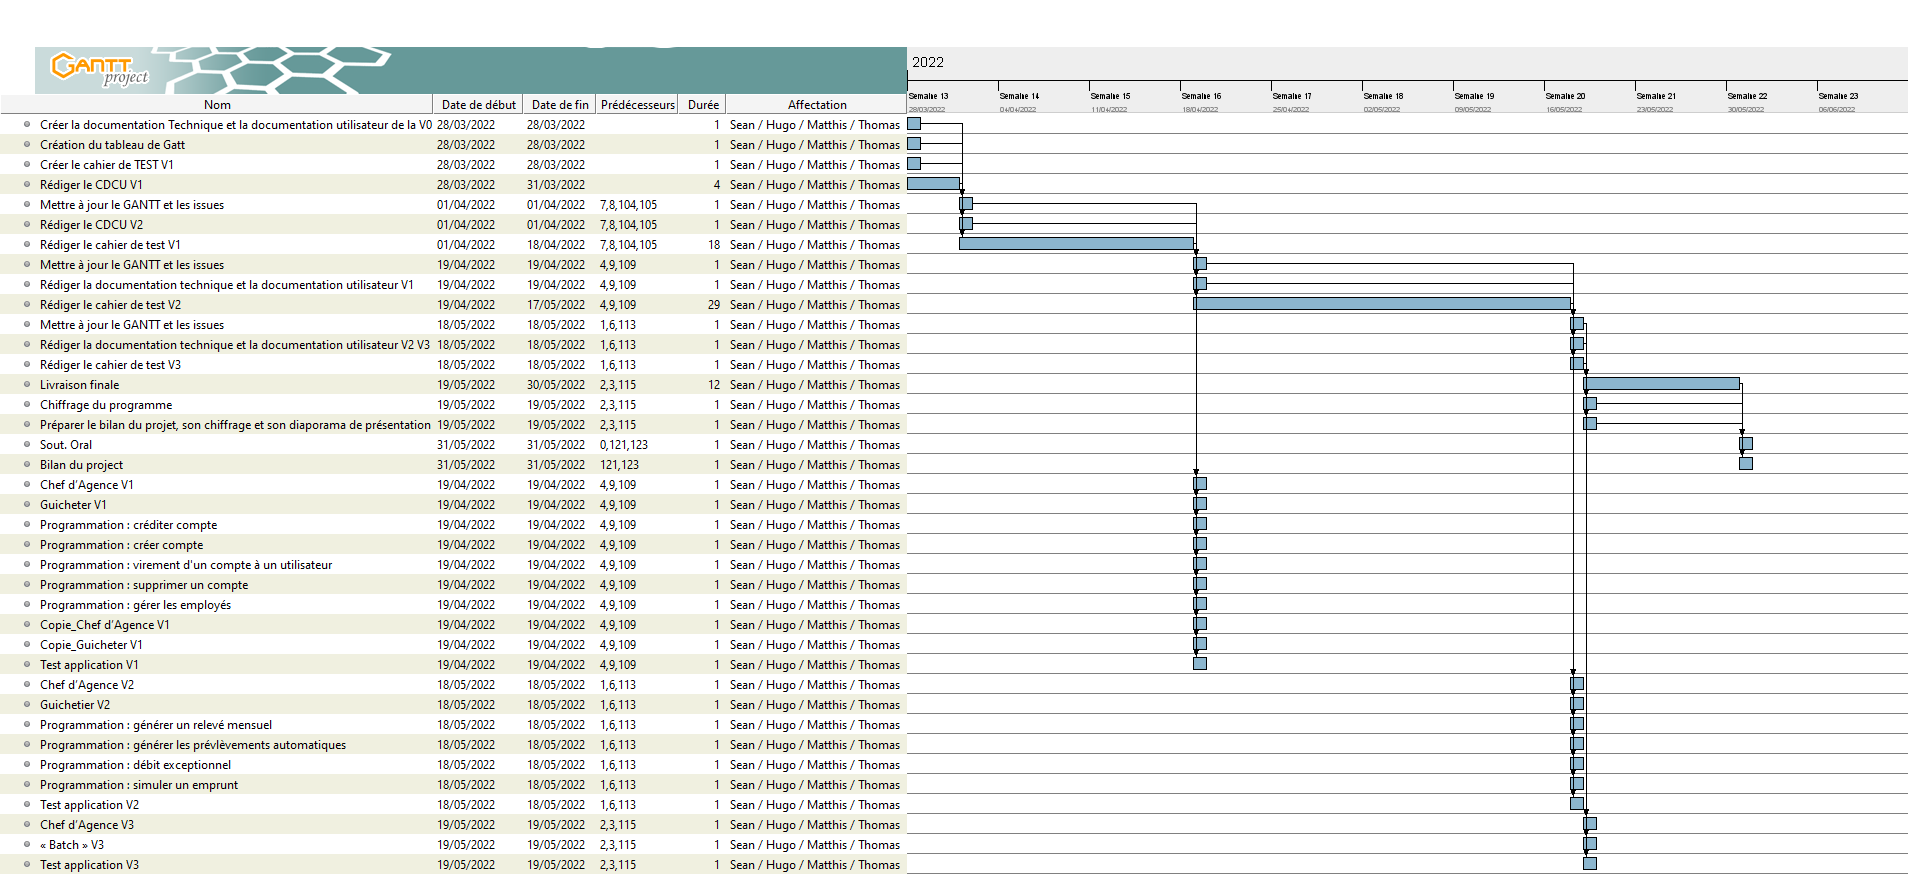 GANTT
project
2022
Nom Date de début Date de fin Prédécesseurs Durée Affectation
Semaine 13 Semaine 14 Semaine 15 Semaine 16 Semaine 17 Semaine 18 Semaine 19 Semaine 20 Semaine 21 Semaine 22 Semaine 23
28/03/2022 04/04/2022 11/04/2022 18/04/2022 25/04/2022 02/05/2022 09/05/2022 16/05/2022 23/05/2022 30/05/2022 06/06/2022
Créer la documentation Technique et la documentation utilisateur de la V0 28/03/2022 28/03/2022 1 Sean / Hugo / Matthis / Thomas
Création du tableau de Gatt 28/03/2022 28/03/2022 1 Sean / Hugo / Matthis / Thomas
Créer le cahier de TEST V1 28/03/2022 28/03/2022 1 Sean / Hugo / Matthis / Thomas
Rédiger le CDCU V1 28/03/2022 31/03/2022 4 Sean / Hugo / Matthis / Thomas
Mettre à jour le GANTT et les issues 01/04/2022 01/04/2022 7,8,104,105 1 Sean / Hugo / Matthis / Thomas
Rédiger le CDCU V2 01/04/2022 01/04/2022 7,8,104,105 1 Sean / Hugo / Matthis / Thomas
Rédiger le cahier de test V1 01/04/2022 18/04/2022 7,8,104,105 18 Sean / Hugo / Matthis / Thomas
Mettre à jour le GANTT et les issues 19/04/2022 19/04/2022 4,9,109 1 Sean / Hugo / Matthis / Thomas
Rédiger la documentation technique et la documentation utilisateur V1 19/04/2022 19/04/2022 4,9,109 1 Sean / Hugo / Matthis / Thomas
Rédiger le cahier de test V2 19/04/2022 17/05/2022 4,9,109 29 Sean / Hugo / Matthis / Thomas
Mettre à jour le GANTT et les issues 18/05/2022 18/05/2022 1,6,113 1 Sean / Hugo / Matthis / Thomas
Rédiger la documentation technique et la documentation utilisateur V2 V3 18/05/2022 18/05/2022 1,6,113 1 Sean / Hugo / Matthis / Thomas
Rédiger le cahier de test V3 18/05/2022 18/05/2022 1,6,113 1 Sean / Hugo / Matthis / Thomas
Livraison finale 19/05/2022 30/05/2022 2,3,115 12 Sean / Hugo / Matthis / Thomas
Chiffrage du programme 19/05/2022 19/05/2022 2,3,115 1 Sean / Hugo / Matthis / Thomas
Préparer le bilan du projet, son chiffrage et son diaporama de présentation 19/05/2022 19/05/2022 2,3,115 1 Sean / Hugo / Matthis / Thomas
Sout. Oral 31/05/2022 31/05/2022 0,121,123 1 Sean / Hugo / Matthis / Thomas
Bilan du project 31/05/2022 31/05/2022 121,123 1 Sean / Hugo / Matthis / Thomas
Chef d'Agence V1 19/04/2022 19/04/2022 4,9,109 1 Sean / Hugo / Matthis / Thomas
Guicheter V1 19/04/2022 19/04/2022 4,9,109 1 Sean / Hugo / Matthis / Thomas
Programmation : créditer compte 19/04/2022 19/04/2022 4,9,109 1 Sean / Hugo / Matthis / Thomas
Programmation : créer compte 19/04/2022 19/04/2022 4,9,109 1 Sean / Hugo / Matthis / Thomas
Programmation : virement d'un compte à un utilisateur 19/04/2022 19/04/2022 4,9,109 1 Sean / Hugo / Matthis / Thomas
Programmation : supprimer un compte 19/04/2022 19/04/2022 4,9,109 1 Sean / Hugo / Matthis / Thomas
Programmation : gérer les employés 19/04/2022 19/04/2022 4,9,109 1 Sean / Hugo / Matthis / Thomas
Copie_Chef d'Agence V1 19/04/2022 19/04/2022 4,9,109 1 Sean / Hugo / Matthis / Thomas
Copie_Guicheter V1 19/04/2022 19/04/2022 4,9,109 1 Sean / Hugo / Matthis / Thomas
Test application V1 19/04/2022 19/04/2022 4,9,109 1 Sean / Hugo / Matthis / Thomas
Chef d'Agence V2 18/05/2022 18/05/2022 1,6,113 1 Sean / Hugo / Matthis / Thomas
Guichetier V2 18/05/2022 18/05/2022 1,6,113 1 Sean / Hugo / Matthis / Thomas
Programmation : générer un relevé mensuel 18/05/2022 18/05/2022 1,6,113 1 Sean / Hugo / Matthis / Thomas
Programmation : générer les prévlèvements automatiques 18/05/2022 18/05/2022 1,6,113 1 Sean / Hugo / Matthis / Thomas
Programmation : débit exceptionnel 18/05/2022 18/05/2022 1,6,113 1 Sean / Hugo / Matthis / Thomas
Programmation : simuler un emprunt 18/05/2022 18/05/2022 1,6,113 1 Sean / Hugo / Matthis / Thomas
Test application V2 18/05/2022 18/05/2022 1,6,113 1 Sean / Hugo / Matthis / Thomas
Chef d'Agence V3 19/05/2022 19/05/2022 2,3,115 1 Sean / Hugo / Matthis / Thomas
« Batch » V3 19/05/2022 19/05/2022 2,3,115 1 Sean / Hugo / Matthis / Thomas
Test application V3 19/05/2022 19/05/2022 2,3,115 1 Sean / Hugo / Matthis / Thomas